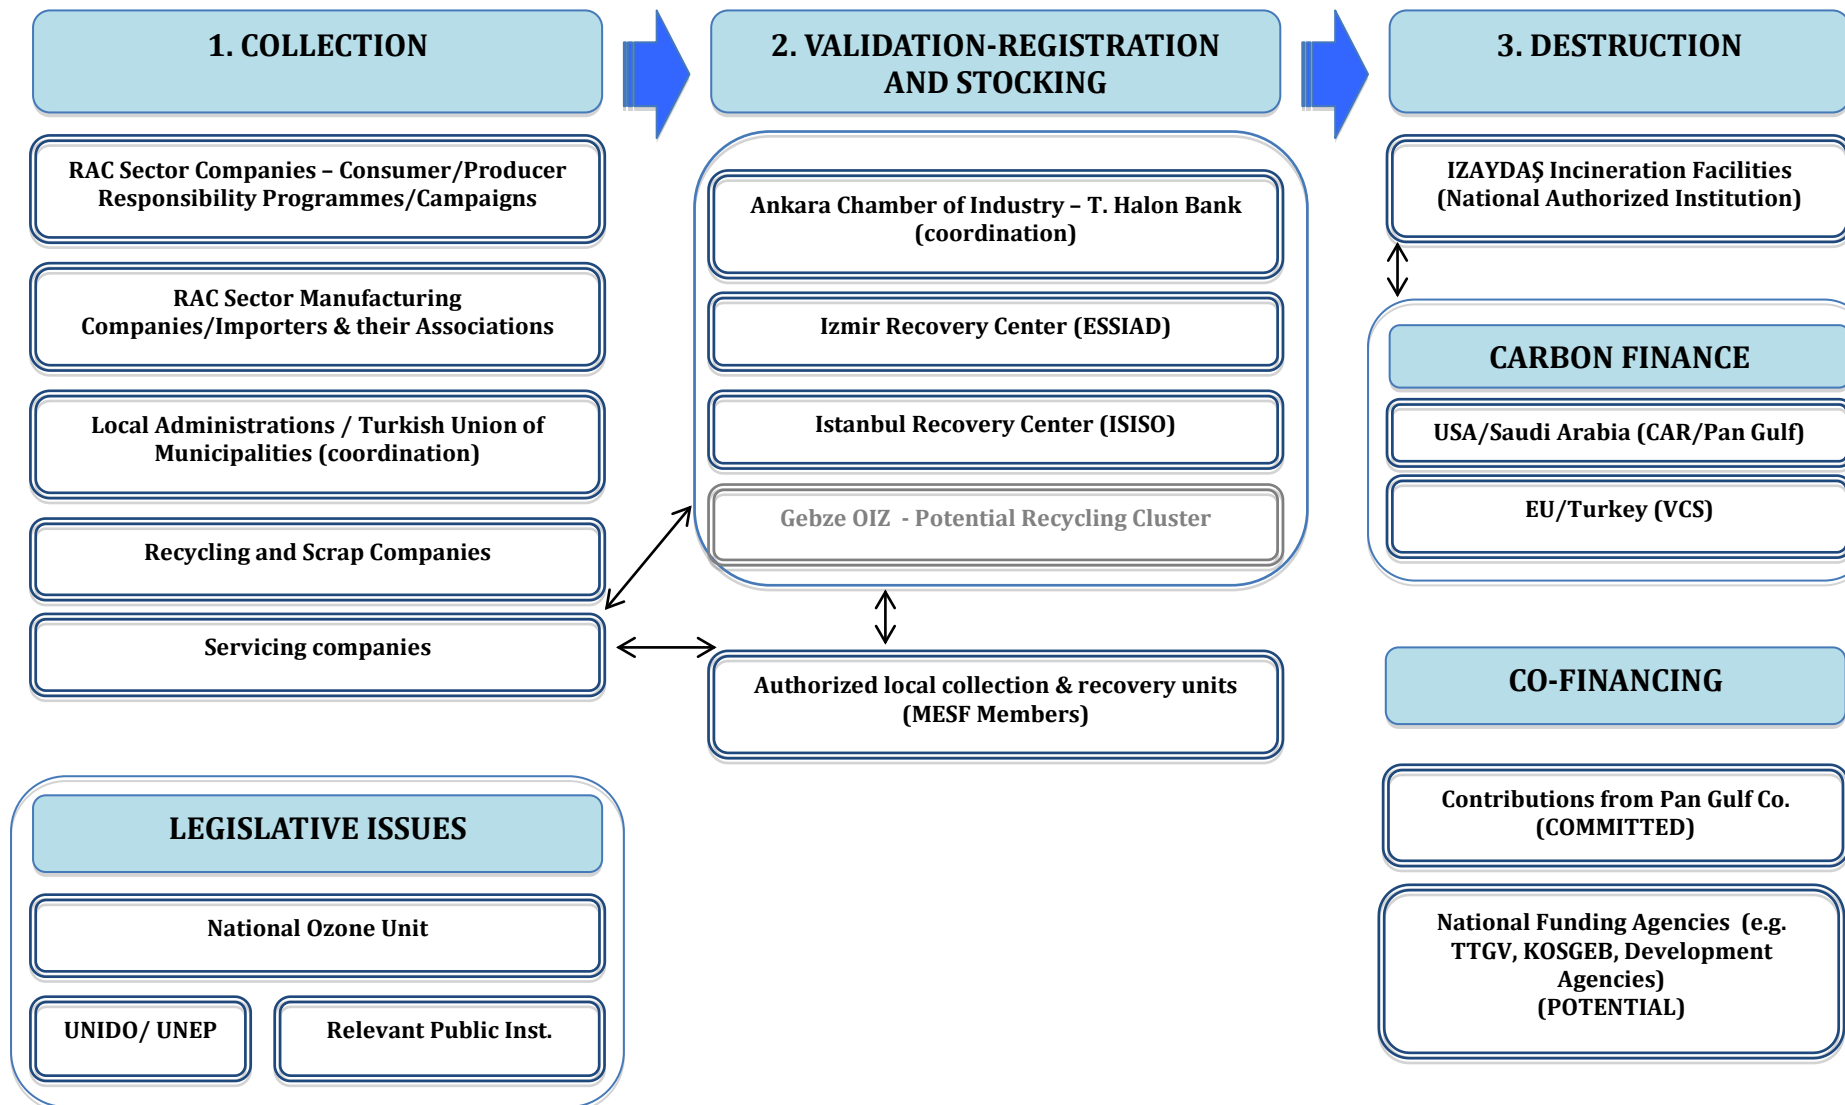 1. COLLECTION
RAC Sector Companies – Consumer/Producer
Responsibility Programmes/Campaigns
RAC Sector Manufacturing
Companies/Importers & their Associations
Local Administrations / Turkish Union of
Municipalities (coordination)
Recycling and Scrap Companies
Servicing companies
2. VALIDATION-REGISTRATION
AND STOCKING
Ankara Chamber of Industry – T. Halon Bank
(coordination)
Izmir Recovery Center (ESSIAD)
Istanbul Recovery Center (ISISO)
Gebze OIZ - Potential Recycling Cluster
Authorized local collection & recovery units
(MESF Members)
3. DESTRUCTION
IZAYDAŞ Incineration Facilities
(National Authorized Institution)
CARBON FINANCE
USA/Saudi Arabia (CAR/Pan Gulf)
EU/Turkey (VCS)
CO-FINANCING
Contributions from Pan Gulf Co.
(COMMITTED)
National Funding Agencies (e.g.
TTGV, KOSGEB, Development
Agencies)
(POTENTIAL)
LEGISLATIVE ISSUES
National Ozone Unit
UNIDO/ UNEP
Relevant Public Inst.